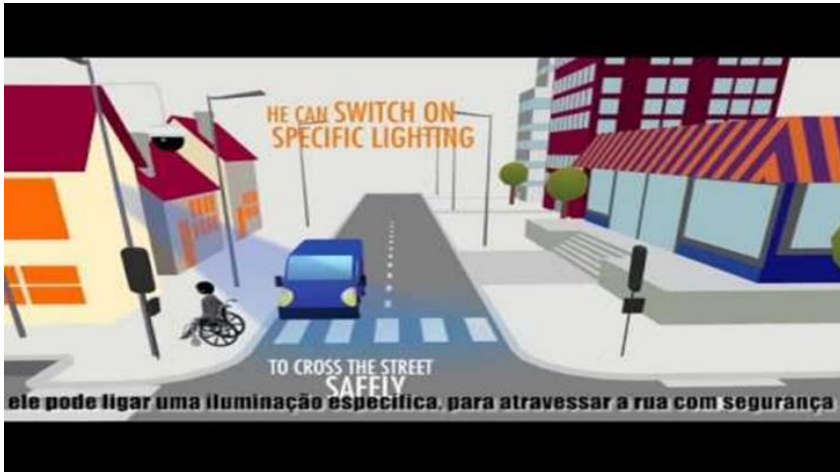 HE CAN SWITCH ON
SPECIFIC LIGHTING
TO CROSS THE STREET
SAFELY
ele pode ligar uma iluminação especifica, para atravessar a rua com segurança